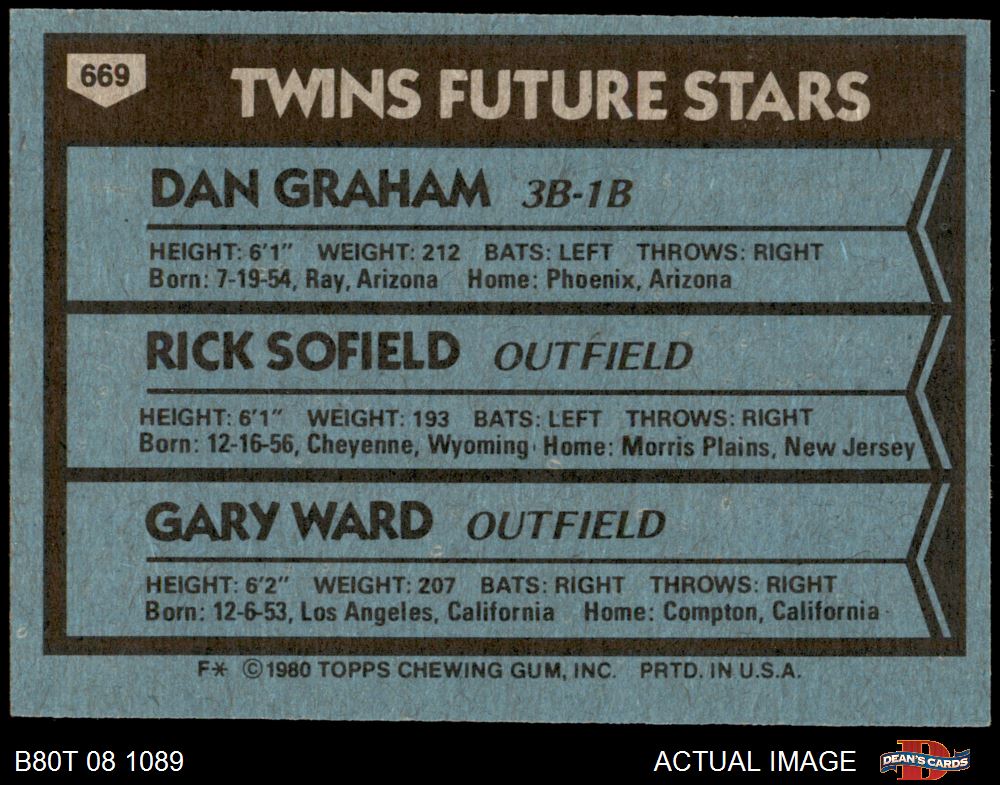 669
TWINS FUTURE STARS
DAN GRAHAM 3B-1B
HEIGHT: 6'1" WEIGHT: 212 BATS: LEFT THROWS: RIGHT
Born: 7-19-54, Ray, Arizona Home: Phoenix, Arizona
RICK SOFIELD OUTFIELD
HEIGHT: 6'1" WEIGHT: 193 BATS: LEFT THROWS: RIGHT
Born: 12-16-56, Cheyenne, Wyoming Home: Morris Plains, New Jersey
GARY WARD OUTFIELD
HEIGHT: 6'2" WEIGHT: 207 BATS: RIGHT THROWS: RIGHT
Born: 12-6-53, Los Angeles, California Home: Compton, California
F* ©1980 TOPPS CHEWING GUM, INC. PRTD. IN U.S.A.
B80T 08 1089 ACTUAL IMAGE
D
DEAN'S CARDS